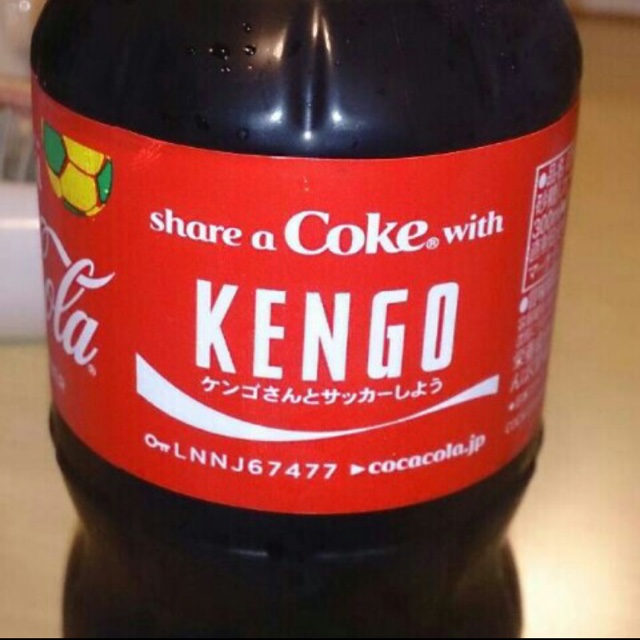 share a Coke® with
KENGO
ケンゴさんとサッカーしよう
LNNJ67477 ►cocacola.jp
ola®